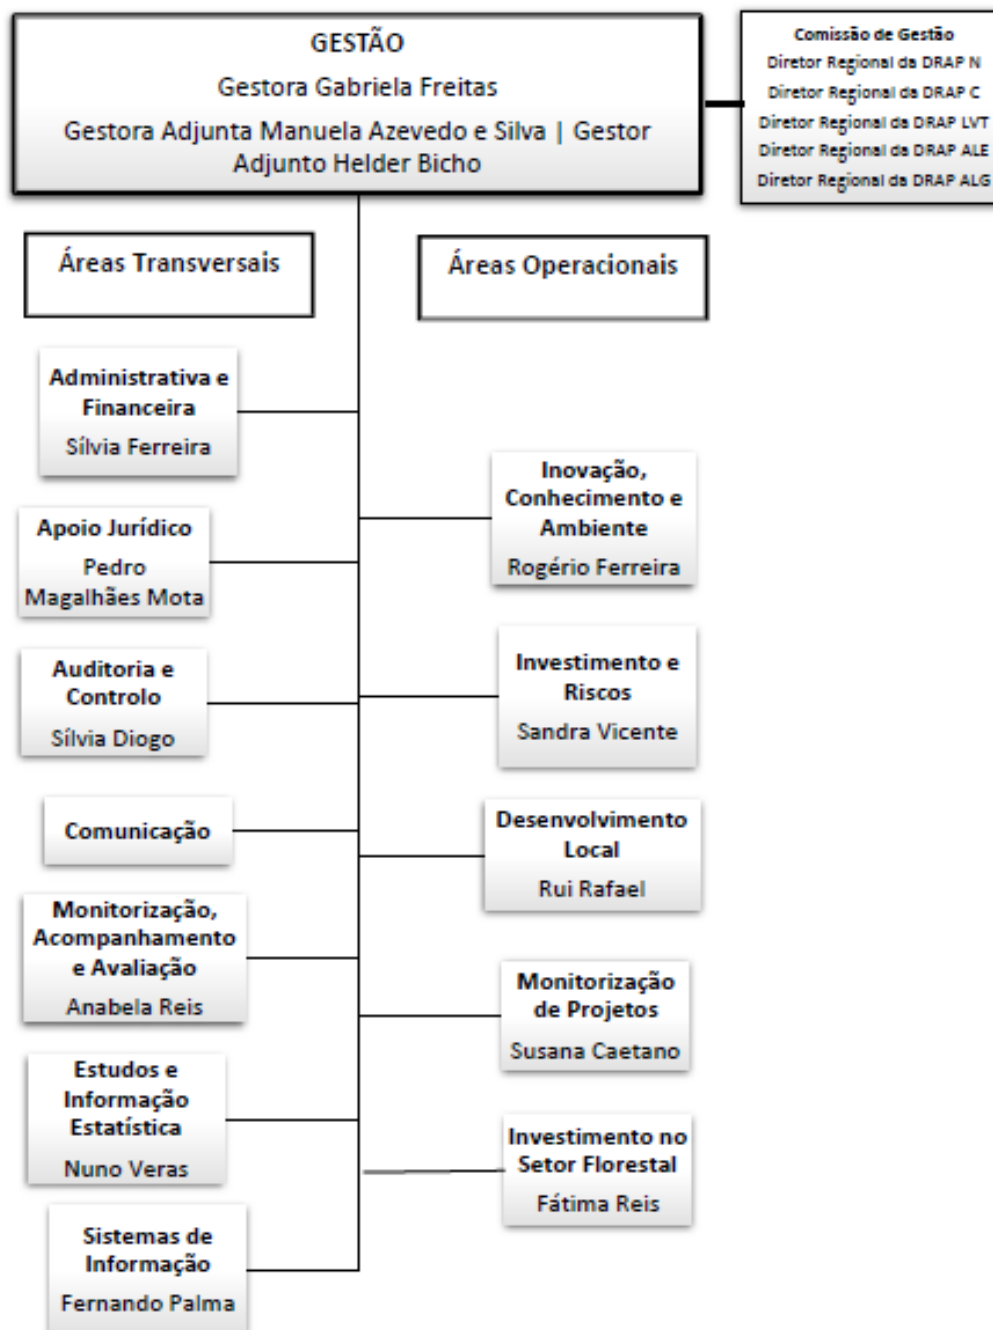 GESTÃO
Gestora Gabriela Freitas
Gestora Adjunta Manuela Azevedo e Silva | Gestor
Adjunto Helder Bicho
Comissão de Gestão
Diretor Regional da DRAP N
Diretor Regional da DRAP C
Diretor Regional da DRAP LVT
Diretor Regional da DRAP ALE
Diretor Regional da DRAP ALG
Áreas Transversais
Administrativa e
Financeira
Sílvia Ferreira
Apoio Jurídico
Pedro
Magalhães Mota
Auditoria e
Controlo
Sílvia Diogo
Comunicação
Monitorização,
Acompanhamento
e Avaliação
Anabela Reis
Estudos e
Informação
Estatística
Nuno Veras
Sistemas de
Informação
Fernando Palma
Áreas Operacionais
Inovação,
Conhecimento e
Ambiente
Rogério Ferreira
Investimento e
Riscos
Sandra Vicente
Desenvolvimento
Local
Rui Rafael
Monitorização
de Projetos
Susana Caetano
Investimento no
Setor Florestal
Fátima Reis